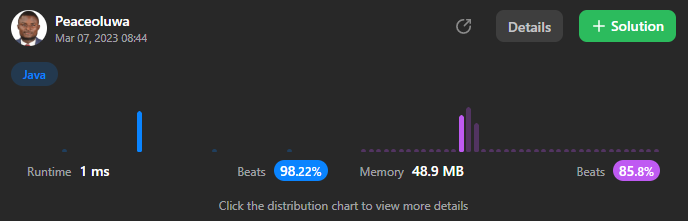 Peaceoluwa
Mar 07, 2023 08:44
Details
+ Solution
Java
Runtime 1 ms Beats 98.22% Memory 48.9 MB Beats 85.8%
Click the distribution chart to view more details